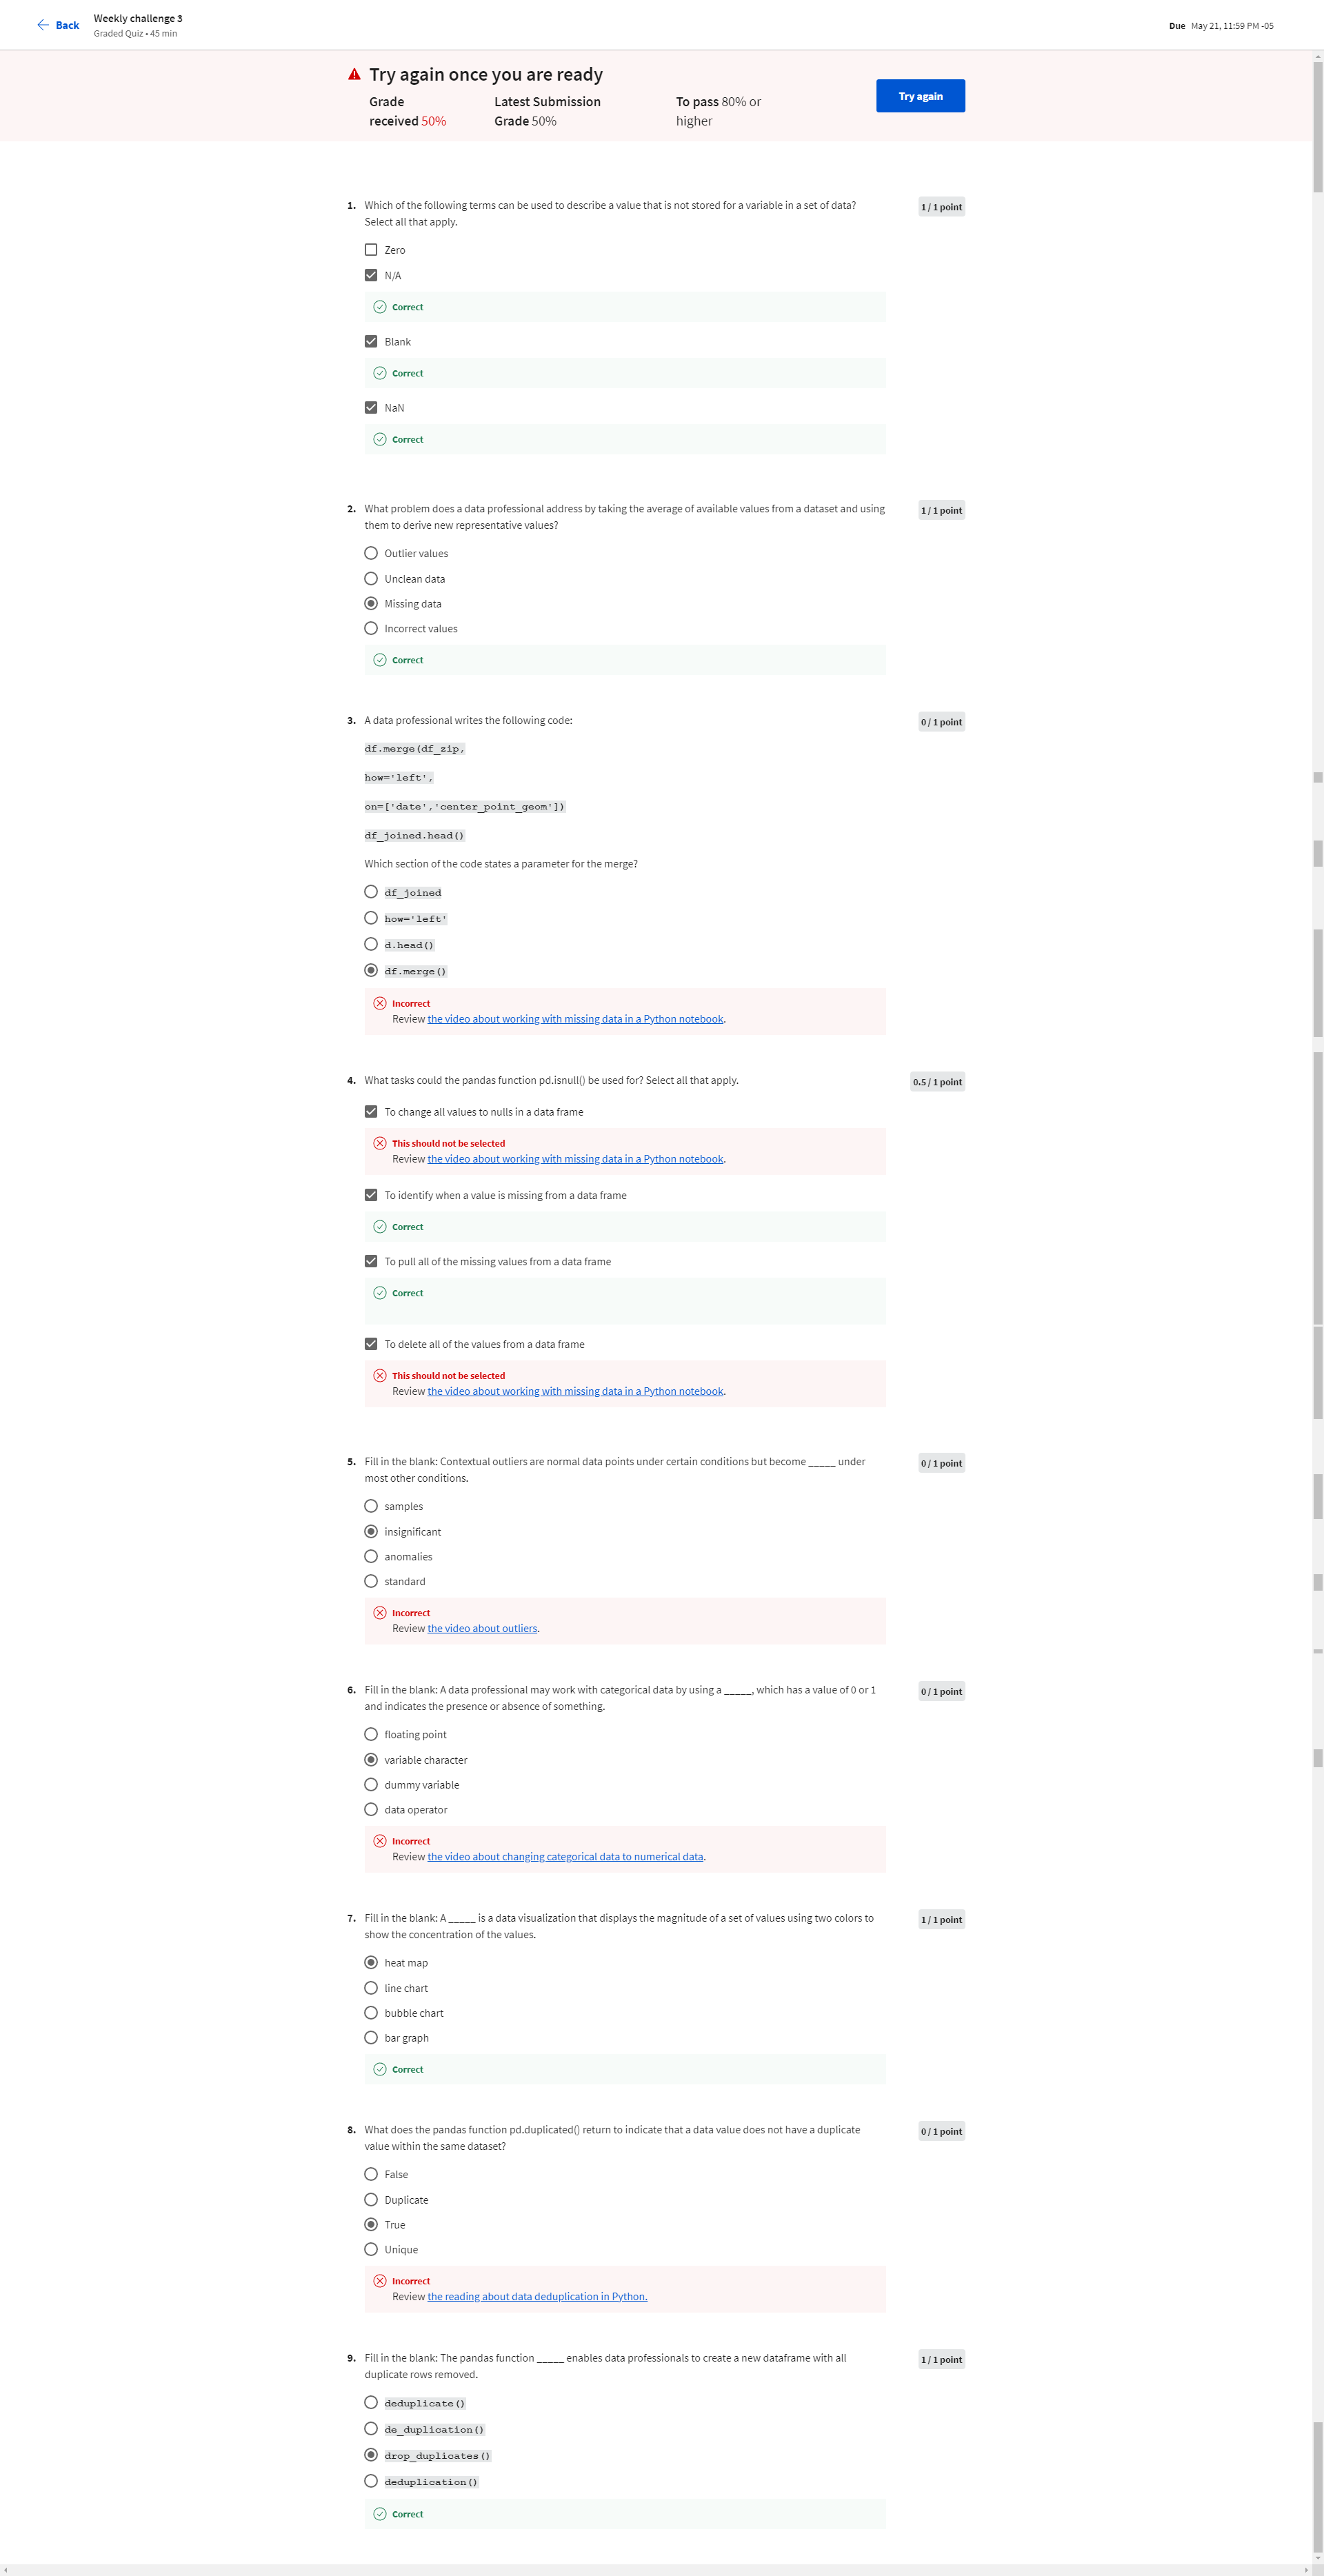 Back
Weekly challenge 3
Graded Quiz • 45 min
Due May 21, 11:59 PM -05
Try again once you are ready
Grade
received 50%
Latest Submission
Grade 50%
To pass 80% or
higher
Try again
1. Which of the following terms can be used to describe a value that is not stored for a variable in a set of data?
Select all that apply.
1 / 1 point
Zero
N/A
Correct
Blank
Correct
NaN
Correct
2. What problem does a data professional address by taking the average of available values from a dataset and using
them to derive new representative values?
1 / 1 point
Outlier values
Unclean data
Missing data
Incorrect values
Correct
3. A data professional writes the following code:
0 / 1 point
df.merge(df_zip,
how='left',
on=['date','center_point_geom'])
df_joined.head()
Which section of the code states a parameter for the merge?
df_joined
how='left'
d.head()
df.merge()
Incorrect
Review the video about working with missing data in a Python notebook.
4. What tasks could the pandas function pd.isnull() be used for? Select all that apply.
0.5 / 1 point
To change all values to nulls in a data frame
This should not be selected
Review the video about working with missing data in a Python notebook.
To identify when a value is missing from a data frame
Correct
To pull all of the missing values from a data frame
Correct
To delete all of the values from a data frame
This should not be selected
Review the video about working with missing data in a Python notebook.
5. Fill in the blank: Contextual outliers are normal data points under certain conditions but become _____ under
most other conditions.
0 / 1 point
samples
insignificant
anomalies
standard
Incorrect
Review the video about outliers.
6. Fill in the blank: A data professional may work with categorical data by using a _____, which has a value of 0 or 1
and indicates the presence or absence of something.
0 / 1 point
floating point
variable character
dummy variable
data operator
Incorrect
Review the video about changing categorical data to numerical data.
7. Fill in the blank: A _____ is a data visualization that displays the magnitude of a set of values using two colors to
show the concentration of the values.
1 / 1 point
heat map
line chart
bubble chart
bar graph
Correct
8. What does the pandas function pd.duplicated() return to indicate that a data value does not have a duplicate
value within the same dataset?
0 / 1 point
False
Duplicate
True
Unique
Incorrect
Review the reading about data deduplication in Python.
9. Fill in the blank: The pandas function _____ enables data professionals to create a new dataframe with all
duplicate rows removed.
1 / 1 point
deduplicate()
de_duplication()
drop_duplicates()
deduplication()
Correct